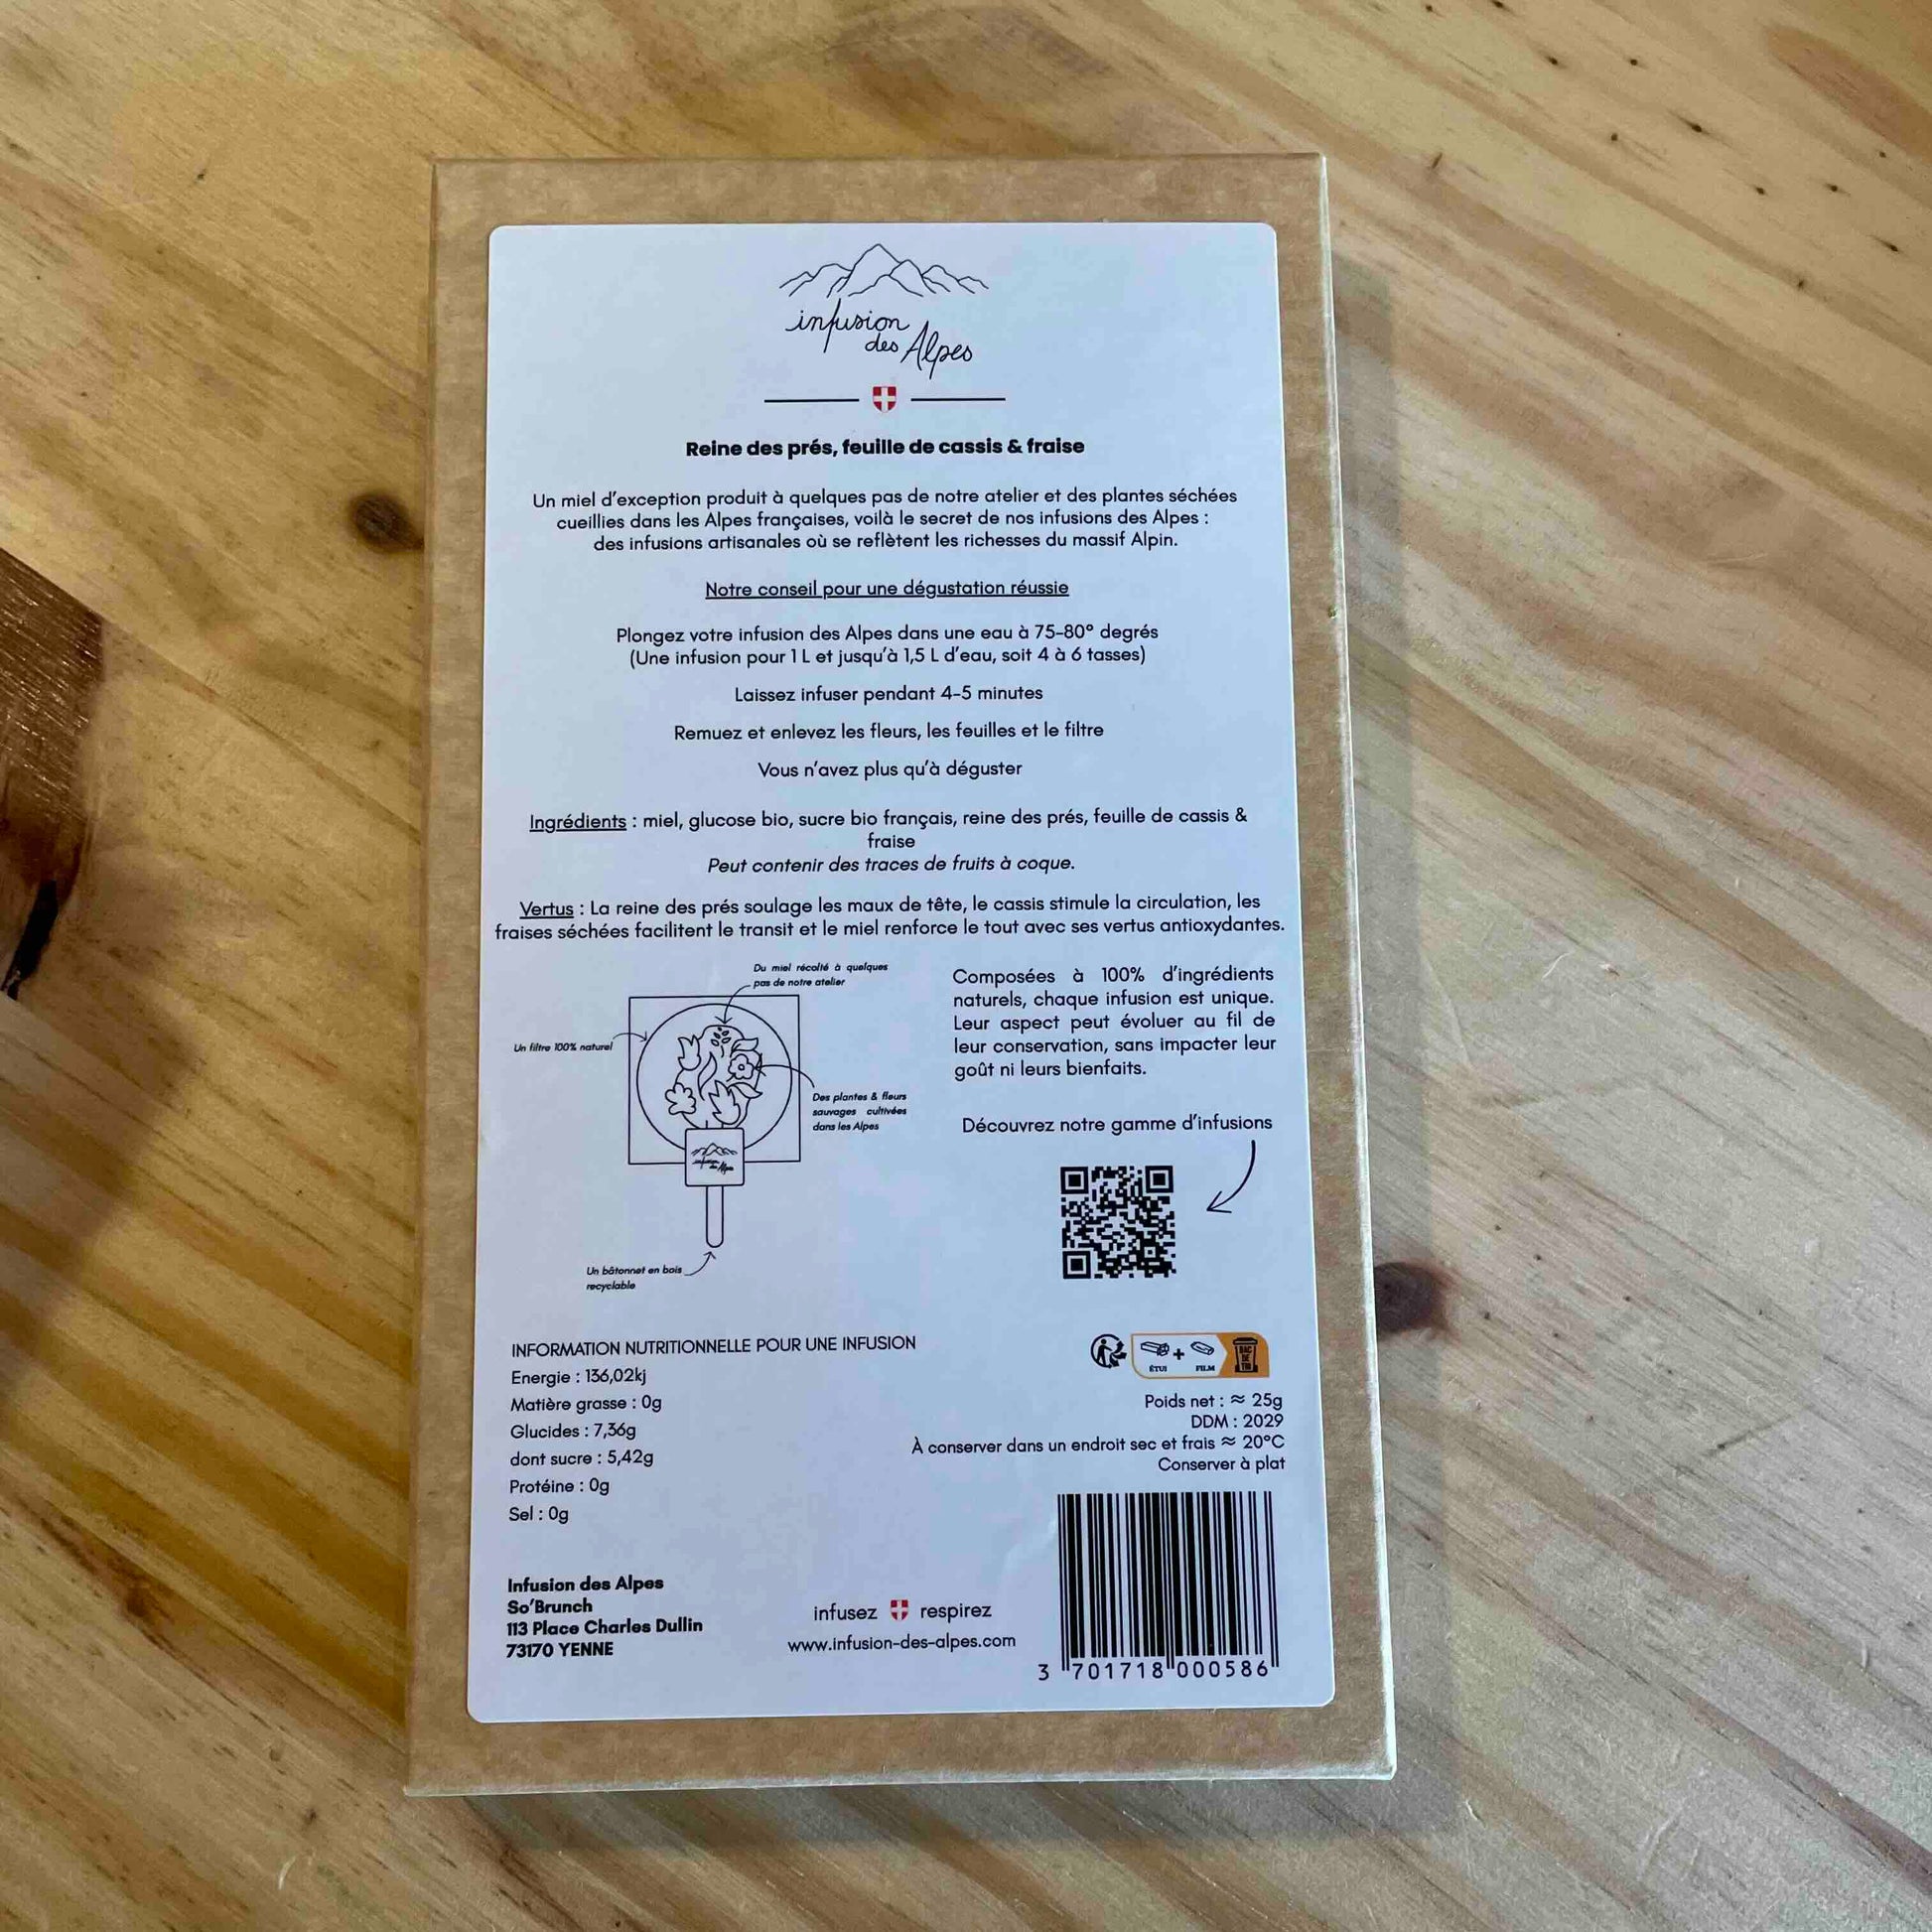 infusion
des Alpes
Reine des prés, feuille de cassis & fraise
Un miel d'exception produit à quelques pas de notre atelier et des plantes séchées
cueillies dans les Alpes françaises, voilà le secret de nos infusions des Alpes :
des infusions artisanales où se reflètent les richesses du massif Alpin.
Notre conseil pour une dégustation réussie
Plongez votre infusion des Alpes dans une eau à 75-80° degrés
(Une infusion pour 1 L et jusqu'à 1,5 L d'eau, soit 4 à 6 tasses)
Laissez infuser pendant 4-5 minutes
Remuez et enlevez les fleurs, les feuilles et le filtre
Vous n'avez plus qu'à déguster
Ingrédients : miel, glucose bio, sucre bio français, reine des prés, feuille de cassis &
fraise
Peut contenir des traces de fruits à coque.
Vertus : La reine des prés soulage les maux de tête, le cassis stimule la circulation, les
fraises séchées facilitent le transit et le miel renforce le tout avec ses vertus antioxydantes.
Du miel récolté à quelques
pas de notre atelier
Un filtre 100% naturel
Des plantes & fleurs
sauvages cultivées
dans les Alpes
infusion
des Alpes
Un bâtonnet en bois
recyclable
Composées à 100% d'ingrédients
naturels, chaque infusion est unique.
Leur aspect peut évoluer au fil de
leur conservation, sans impacter leur
goût ni leurs bienfaits.
Découvrez notre gamme d'infusions
INFORMATION NUTRITIONNELLE POUR UNE INFUSION
Energie : 136,02kj
Matière grasse : 0g
Glucides : 7,36g
dont sucre : 5,42g
Protéine : 0g
Sel : 0g
ÉTUI + FILM
BAC
DE
TRI
Poids net : ≈ 25g
DDM : 2029
À conserver dans un endroit sec et frais ≈ 20°C
Conserver à plat
Infusion des Alpes
So'Brunch
113 Place Charles Dullin
73170 YENNE
infusez respirez
www.infusion-des-alpes.com
3 701718 000586